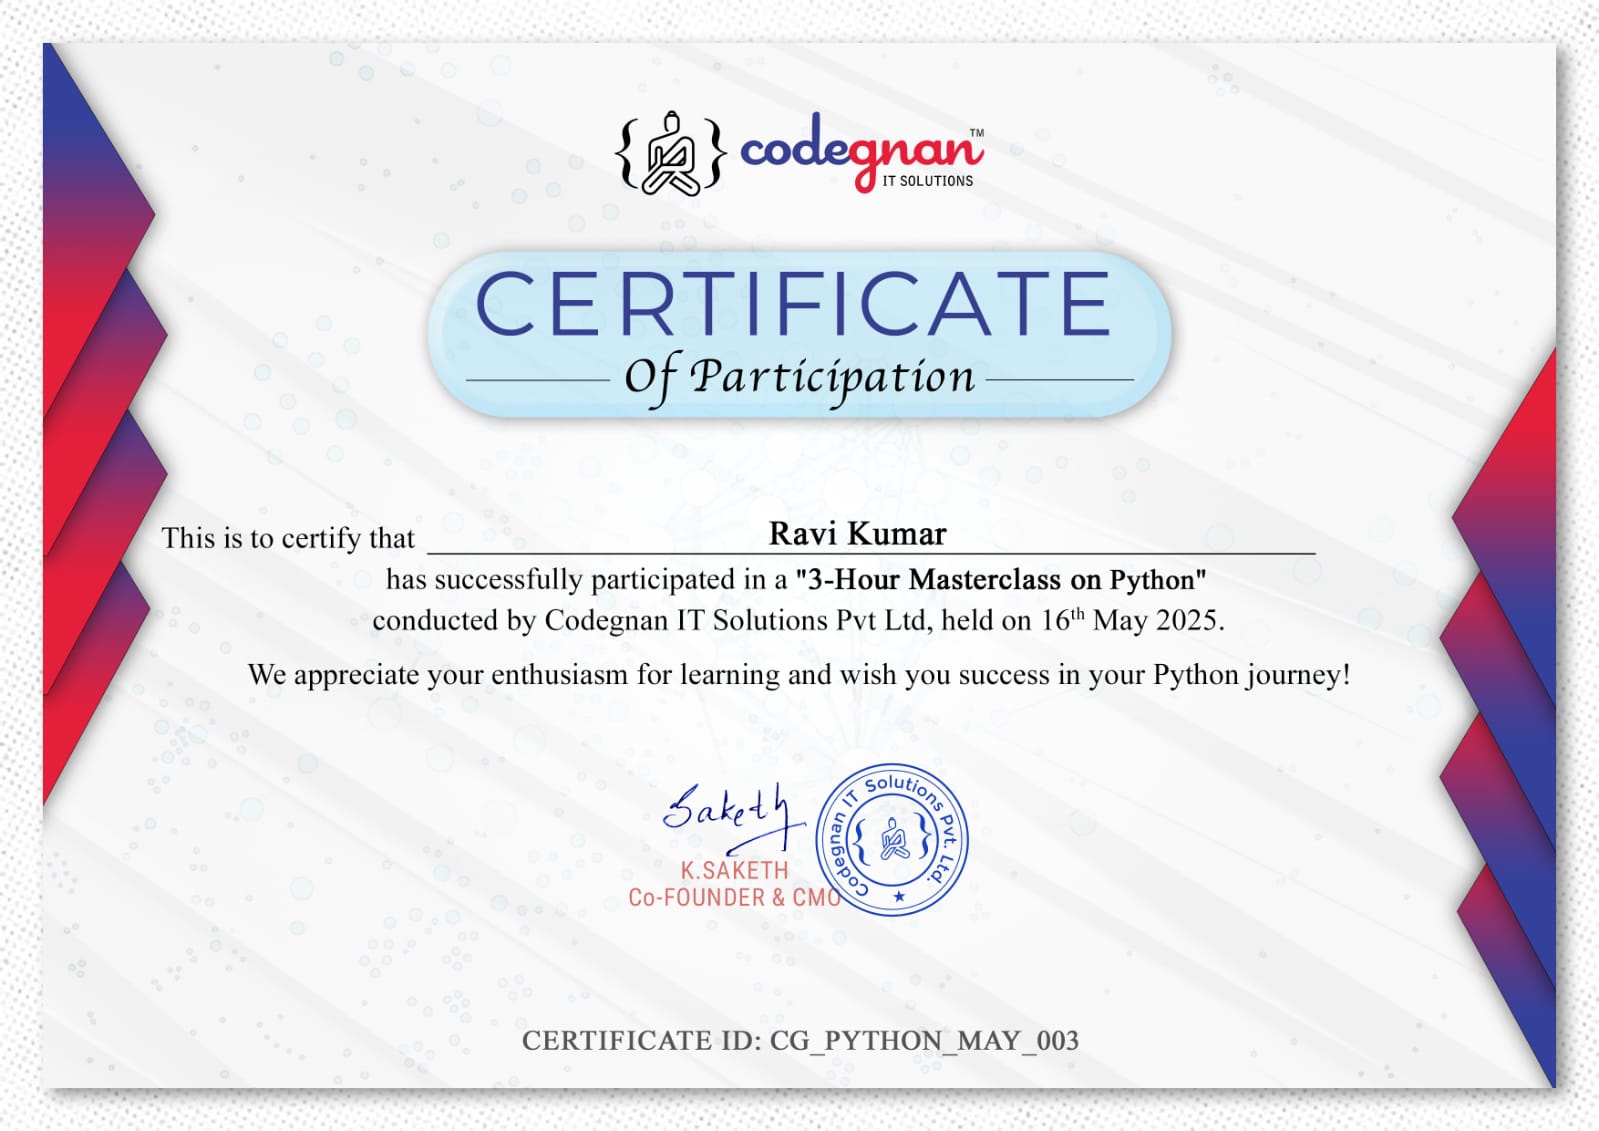 codegnan™
IT SOLUTIONS
CERTIFICATE
Of Participation
This is to certify that Ravi Kumar
has successfully participated in a "3-Hour Masterclass on Python"
conducted by Codegnan IT Solutions Pvt Ltd, held on 16th May 2025.
We appreciate your enthusiasm for learning and wish you success in your Python journey!
Saketh
Codegnan IT Solutions Pvt. Ltd.
K.SAKETH
Co-FOUNDER & CMO
CERTIFICATE ID: CG_PYTHON_MAY_003